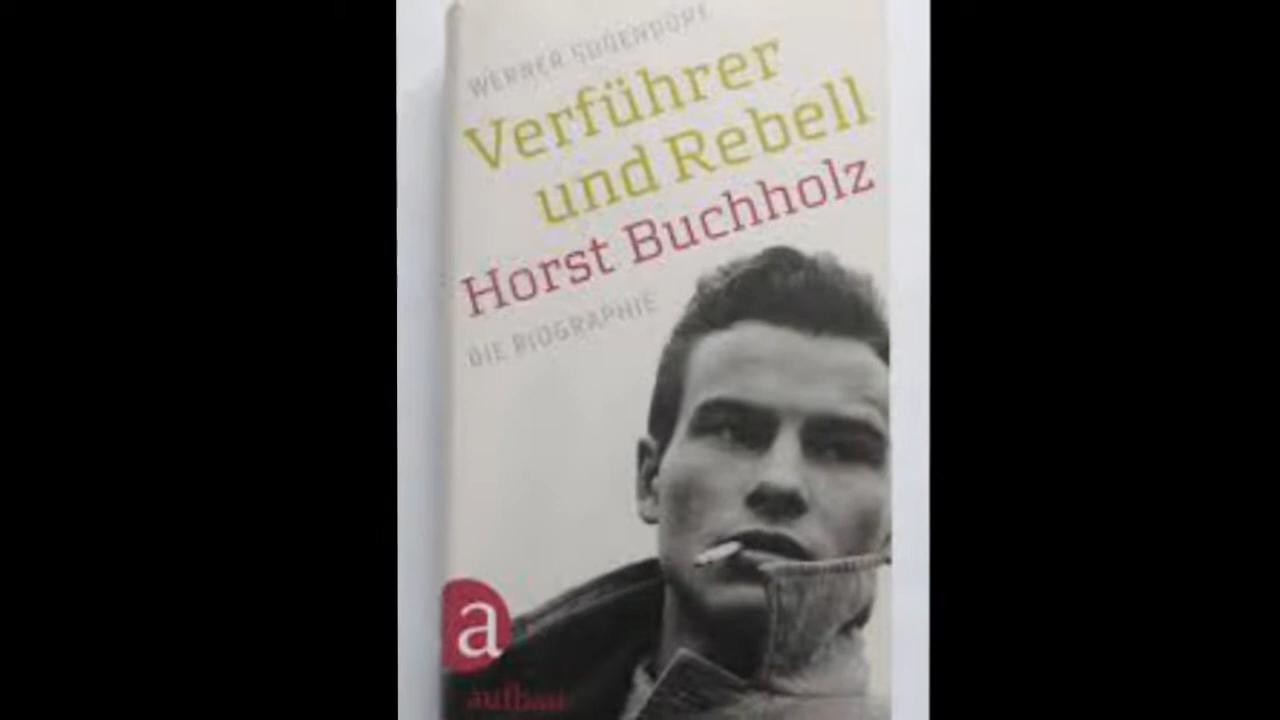 WERNER SUDENDORF
Verführer
und Rebell
Horst Buchholz
DIE BIOGRAPHIE
a
aufbau